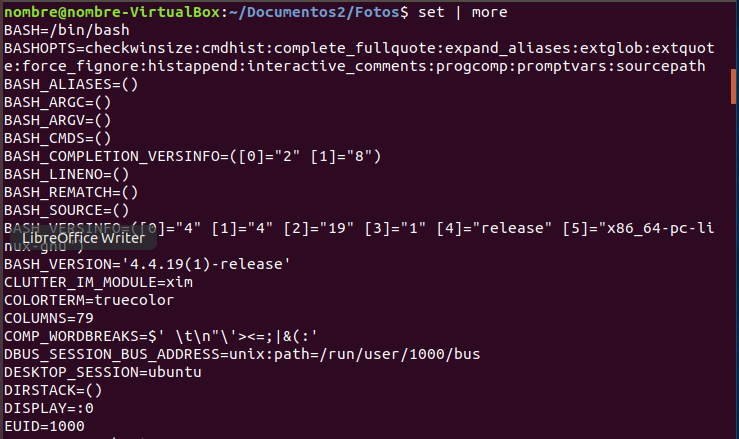 nombre@nombre-VirtualBox:~/Documentos2/Fotos$ set | more
BASH=/bin/bash
BASHOPTS=checkwinsize:cmdhist:complete_fullquote:expand_aliases:extglob:extquot
e:force_fignore:histappend:interactive_comments:progcomp:promptvars:sourcepath
BASH_ALIASES=()
BASH_ARGC=()
BASH_ARGV=()
BASH_CMDS=()
BASH_COMPLETION_VERSINFO=([0]="2" [1]="8")
BASH_LINENO=()
BASH_REMATCH=()
BASH_SOURCE=()
BASH_VERSINFO=([0]="4" [1]="4" [2]="19" [3]="1" [4]="release" [5]="x86_64-pc-li
LibreOffice Writer
nux-gnu")
BASH_VERSION='4.4.19(1)-release'
CLUTTER_IM_MODULE=xim
COLORTERM=truecolor
COLUMNS=79
COMP_WORDBREAKS=$' \t\n"\'><=;|&(:'
DBUS_SESSION_BUS_ADDRESS=unix:path=/run/user/1000/bus
DESKTOP_SESSION=ubuntu
DIRSTACK=()
DISPLAY=:0
EUID=1000